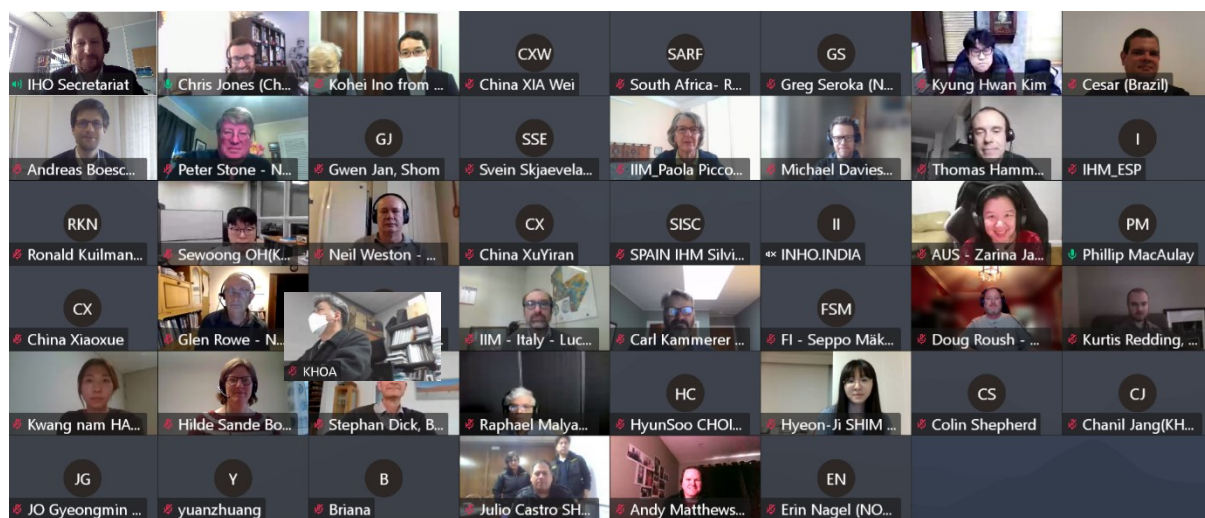 IHO Secretariat
Chris Jones (Ch...
Kohei Ino from ...
CXW
China XIA Wei
SARF
South Africa- R...
GS
Greg Seroka (N...
Kyung Hwan Kim
Cesar (Brazil)
Andreas Boesc...
Peter Stone - N...
GJ
Gwen Jan, Shom
SSE
Svein Skjaevela...
IIM_Paola Picco...
Michael Davies...
Thomas Hamm...
I
IHM_ESP
RKN
Ronald Kuilman...
Sewoong OH(K...
Neil Weston - ...
CX
China XuYiran
SISC
SPAIN IHM Silvi...
II
INHO.INDIA
AUS - Zarina Ja...
PM
Phillip MacAulay
CX
China Xiaoxue
Glen Rowe - N...
KHOA
IIM - Italy - Luc...
Carl Kammerer ...
FSM
FI - Seppo Mäk...
Doug Roush - ...
Kurtis Redding, ...
Kwang nam HA...
Hilde Sande Bo...
Stephan Dick, B...
Raphael Malya...
HC
HyunSoo CHOI...
Hyeon-Ji SHIM ...
CS
Colin Shepherd
CJ
Chanil Jang(KH...
JG
JO Gyeongmin ...
Y
yuanzhuang
B
Briana
Julio Castro SH...
Andy Matthews...
EN
Erin Nagel (NO...